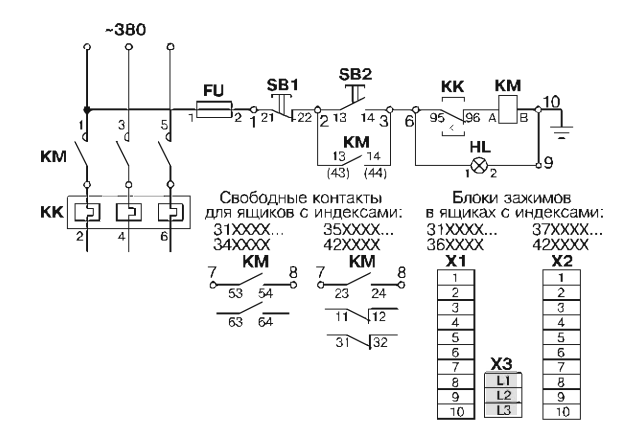 ~380
FU SB1 SB2 KK KM
1 2 1 21 22 2 13 14 3 6 95 96 A B 10
1 3 5
KM
KM 13 14
(43) (44)
HL
1 2 9
KK
2 4 6
Свободные контакты
для ящиков с индексами:
31XXXX... 35XXXX...
34XXXX 42XXXX
KM KM
7 8 7 8
53 54 23 24
63 64 11 12
31 32
Блоки зажимов
в ящиках с индексами:
31XXXX... 37XXXX...
36XXXX 42XXXX
X1 X2
1 1
2 2
3 3
4 4
5 5
6 6
7 X3 7
8 L1 8
9 L2 9
10 L3 10